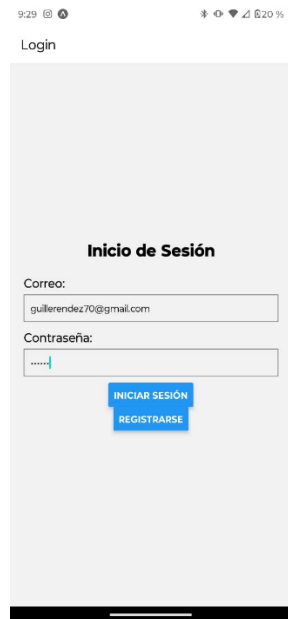 9:29 20 %
Login
Inicio de Sesión
Correo:
guillerendez70@gmail.com
Contraseña:
······
INICIAR SESIÓN
REGISTRARSE